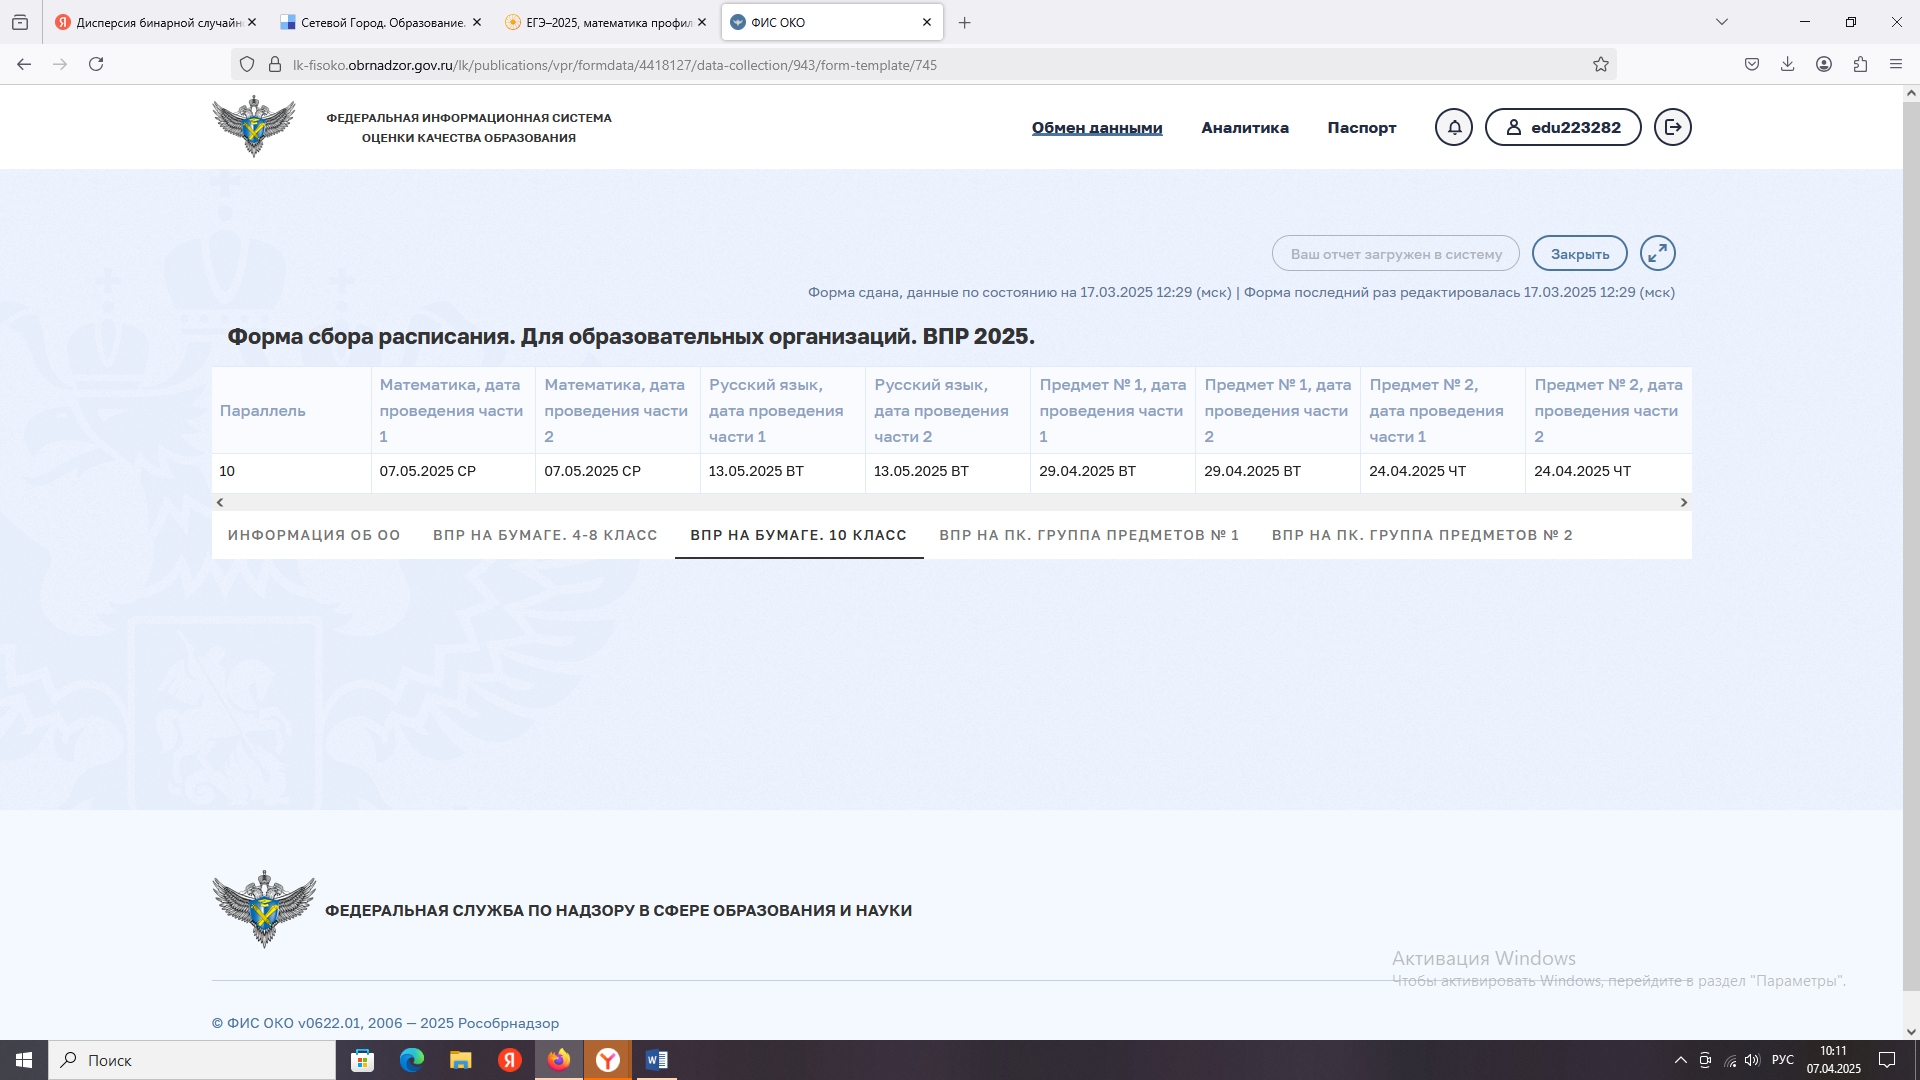 Дисперсия бинарной случайн
Сетевой Город. Образование.
ЕГЭ–2025, математика профил
ФИС ОКО
lk-fisoko.obrnadzor.gov.ru/lk/publications/vpr/formdata/4418127/data-collection/943/form-template/745
ФЕДЕРАЛЬНАЯ ИНФОРМАЦИОННАЯ СИСТЕМА
ОЦЕНКИ КАЧЕСТВА ОБРАЗОВАНИЯ
Обмен данными
Аналитика
Паспорт
edu223282
Ваш отчет загружен в систему
Закрыть
Форма сдана, данные по состоянию на 17.03.2025 12:29 (мск) | Форма последний раз редактировалась 17.03.2025 12:29 (мск)
Форма сбора расписания. Для образовательных организаций. ВПР 2025.
Параллель
Математика, дата
проведения части
1
Математика, дата
проведения части
2
Русский язык,
дата проведения
части 1
Русский язык,
дата проведения
части 2
Предмет № 1, дата
проведения части
1
Предмет № 1, дата
проведения части
2
Предмет № 2,
дата проведения
части 1
Предмет № 2, дата
проведения части
2
10
07.05.2025 СР
07.05.2025 СР
13.05.2025 ВТ
13.05.2025 ВТ
29.04.2025 ВТ
29.04.2025 ВТ
24.04.2025 ЧТ
24.04.2025 ЧТ
ИНФОРМАЦИЯ ОБ ОО
ВПР НА БУМАГЕ. 4-8 КЛАСС
ВПР НА БУМАГЕ. 10 КЛАСС
ВПР НА ПК. ГРУППА ПРЕДМЕТОВ № 1
ВПР НА ПК. ГРУППА ПРЕДМЕТОВ № 2
ФЕДЕРАЛЬНАЯ СЛУЖБА ПО НАДЗОРУ В СФЕРЕ ОБРАЗОВАНИЯ И НАУКИ
Активация Windows
Чтобы активировать Windows, перейдите в раздел "Параметры".
© ФИС ОКО v0622.01, 2006 — 2025 Рособрнадзор
Поиск
РУС
10:11
07.04.2025